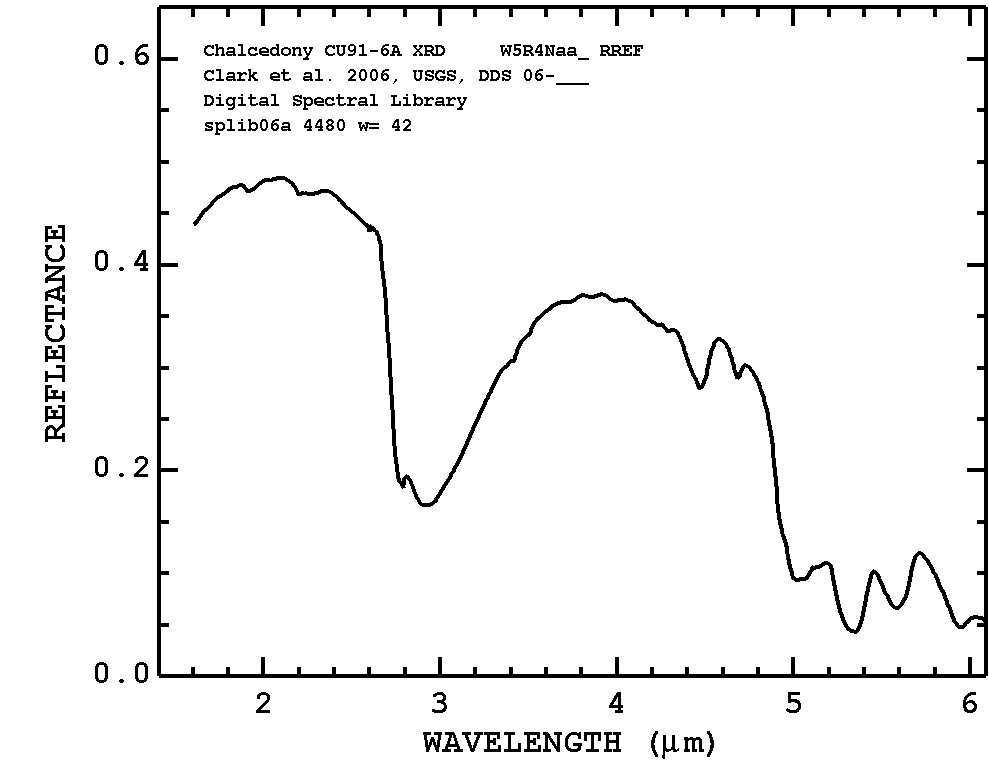 Chalcedony CU91-6A XRD W5R4Naa_ RREF
Clark et al. 2006, USGS, DDS 06-___
Digital Spectral Library
splib06a 4480 w= 42
REFLECTANCE
0.6
0.4
0.2
0.0
2 3 4 5 6
WAVELENGTH (μm)